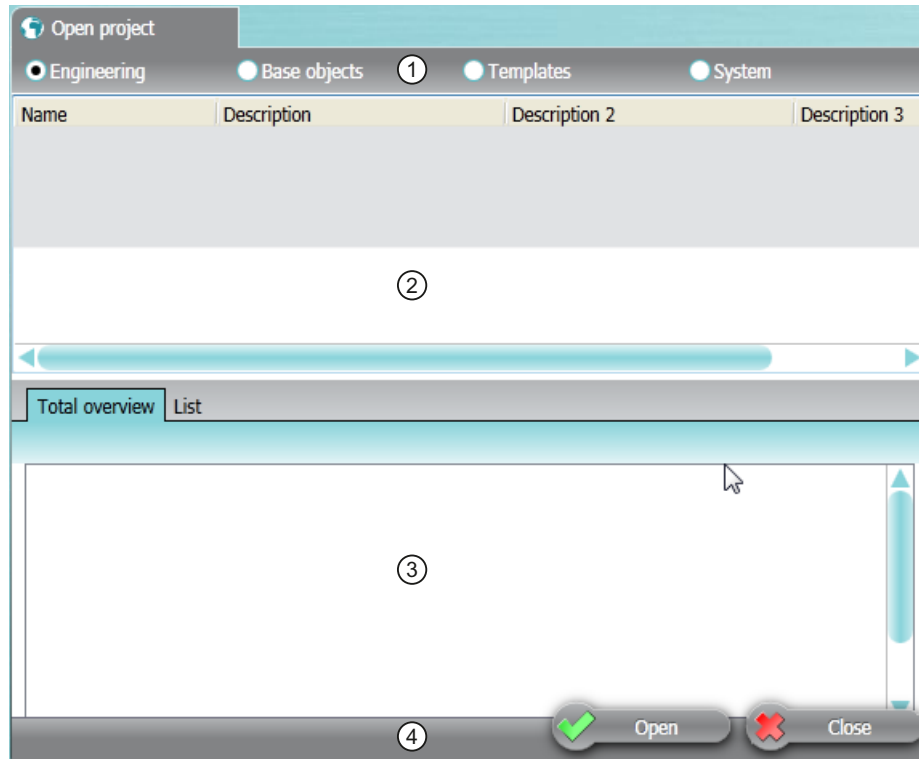 Open project
Engineering Base objects ① Templates System
Name Description Description 2 Description 3
②
Total overview List
③
④ Open Close